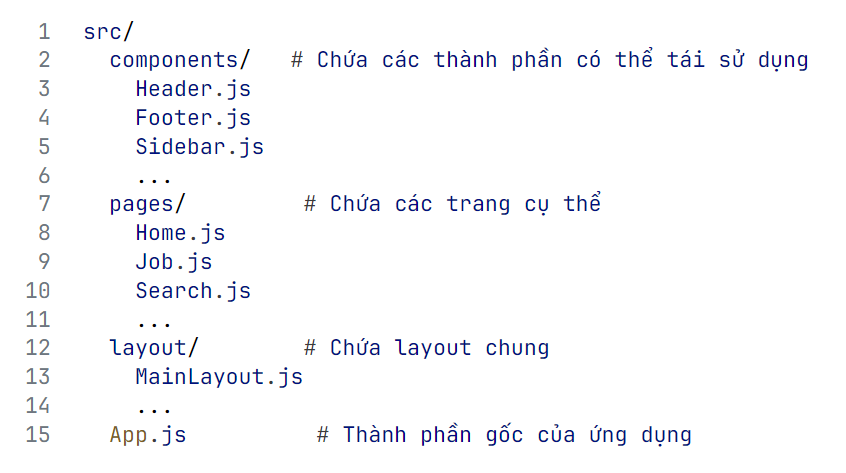 1 src/
2 components/ # Chứa các thành phần có thể tái sử dụng
3 Header.js
4 Footer.js
5 Sidebar.js
6 ...
7 pages/ # Chứa các trang cụ thể
8 Home.js
9 Job.js
10 Search.js
11 ...
12 layout/ # Chứa layout chung
13 MainLayout.js
14 ...
15 App.js # Thành phần gốc của ứng dụng